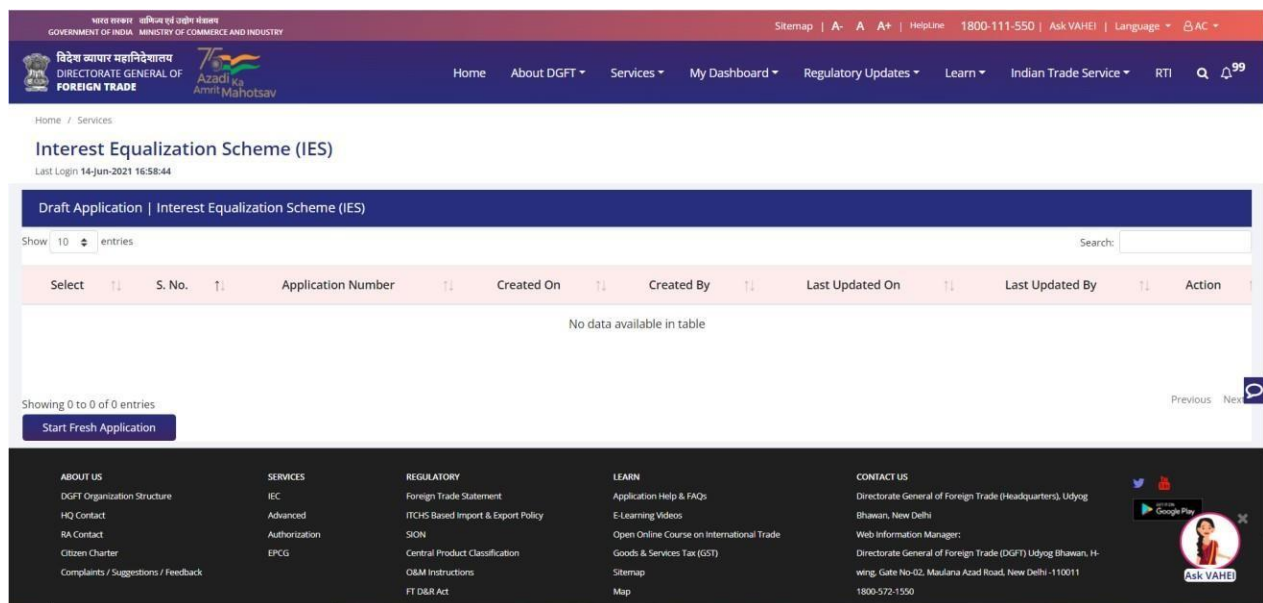 भारत सरकार वाणिज्य एवं उद्योग मंत्रालय
GOVERNMENT OF INDIA MINISTRY OF COMMERCE AND INDUSTRY
Sitemap | A- A A+ | HelpLine 1800-111-550 | Ask VAHEI | Language AC
विदेश व्यापार महानिदेशालय
DIRECTORATE GENERAL OF
FOREIGN TRADE
75
Azadi Ka
Amrit Mahotsav
Home About DGFT Services My Dashboard Regulatory Updates Learn Indian Trade Service RTI 99
Home / Services
Interest Equalization Scheme (IES)
Last Login 14-Jun-2021 16:58:44
Draft Application | Interest Equalization Scheme (IES)
Show 10 entries Search:
Select S. No. Application Number Created On Created By Last Updated On Last Updated By Action
No data available in table
Showing 0 to 0 of 0 entries
Previous Next
Start Fresh Application
ABOUT US
DGFT Organization Structure
HQ Contact
RA Contact
Citizen Charter
Complaints / Suggestions / Feedback
SERVICES
IEC
Advanced
Authorization
EPCG
REGULATORY
Foreign Trade Statement
ITCHS Based Import & Export Policy
SION
Central Product Classification
O&M Instructions
FT D&R Act
LEARN
Application Help & FAQs
E-Learning Videos
Open Online Course on International Trade
Goods & Services Tax (GST)
Sitemap
Map
CONTACT US
Directorate General of Foreign Trade (Headquarters), Udyog
Bhawan, New Delhi
Web Information Manager:
Directorate General of Foreign Trade (DGFT) Udyog Bhawan, H-
wing, Gate No-02, Maulana Azad Road, New Delhi -110011
1800-572-1550
Google Play
Ask VAHEI